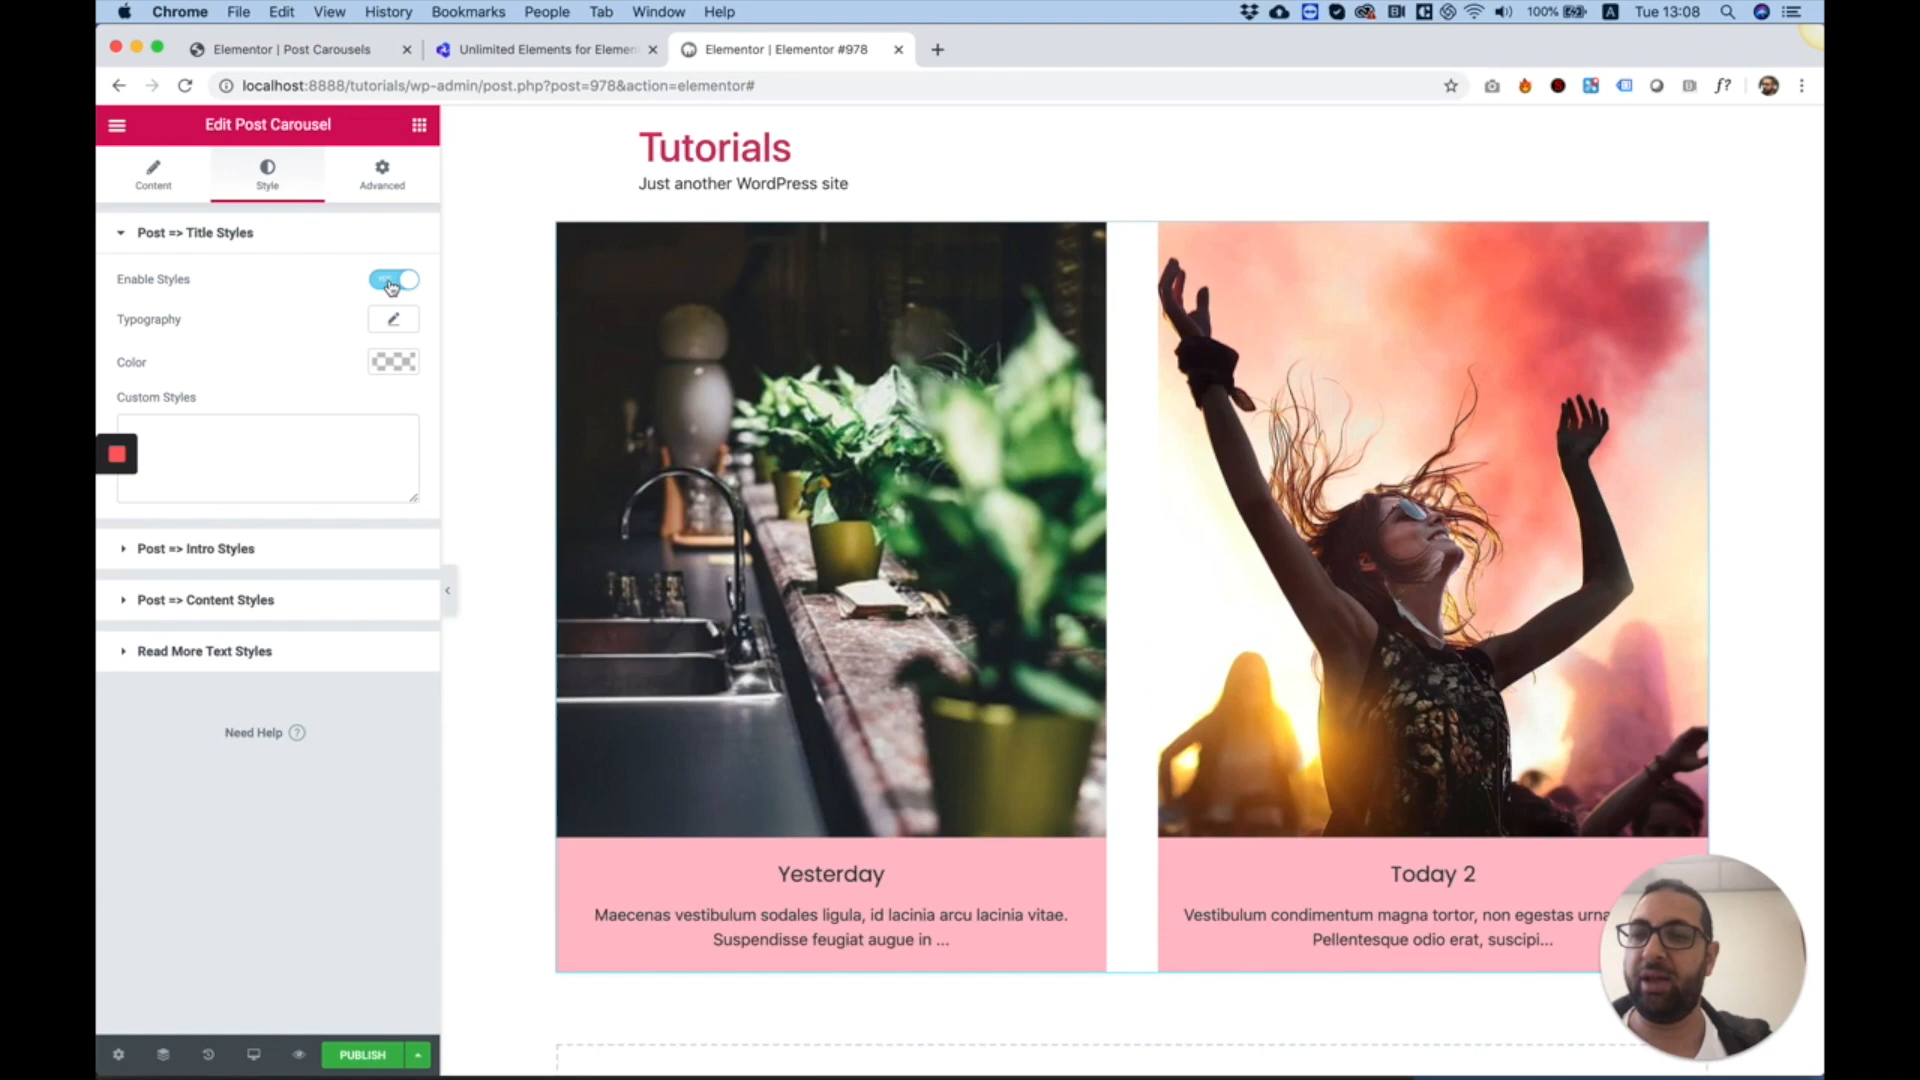 Chrome File Edit View History Bookmarks People Tab Window Help
100% Tue 13:08
Elementor | Post Carousels
Unlimited Elements for Elemen
Elementor | Elementor #978
localhost:8888/tutorials/wp-admin/post.php?post=978&action=elementor#
f?
Edit Post Carousel
Content
Style
Advanced
Post => Title Styles
Enable Styles
Typography
Color
Custom Styles
Post => Intro Styles
Post => Content Styles
Read More Text Styles
Need Help ?
PUBLISH
Tutorials
Just another WordPress site
Yesterday
Maecenas vestibulum sodales ligula, id lacinia arcu lacinia vitae.
Suspendisse feugiat augue in ...
Today 2
Vestibulum condimentum magna tortor, non egestas urna
Pellentesque odio erat, suscipi...